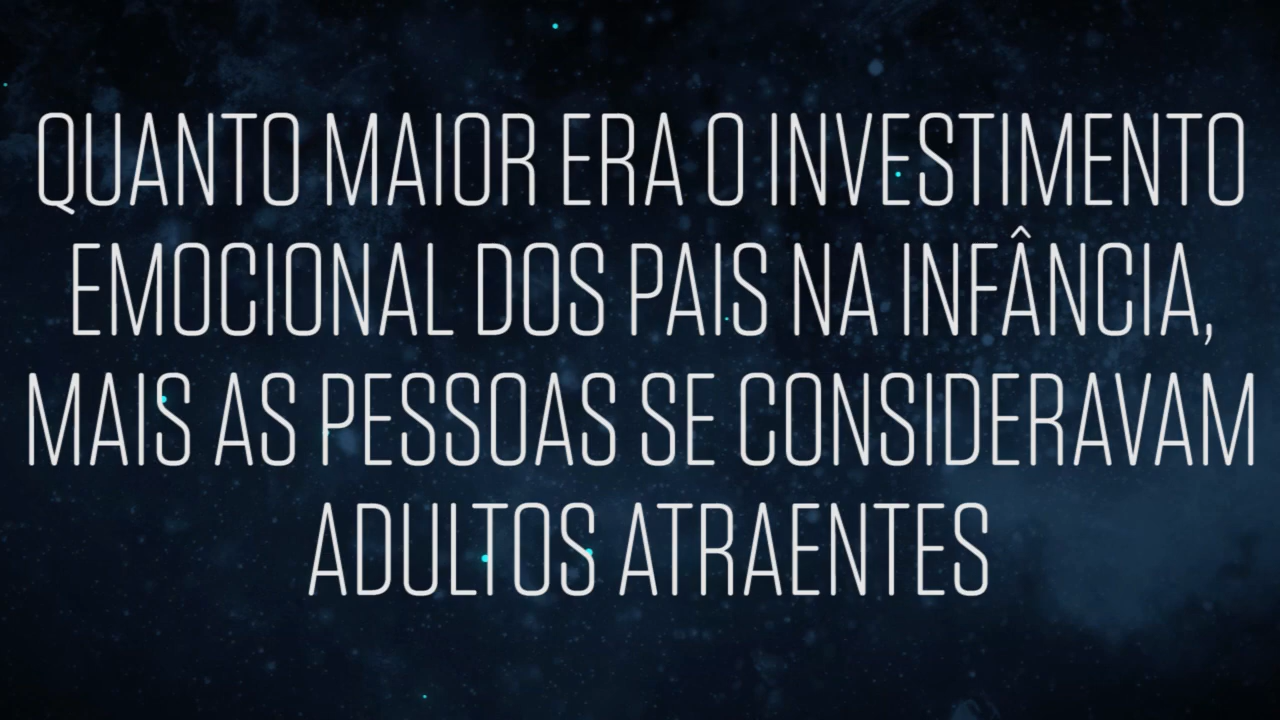 QUANTO MAIOR ERA O INVESTIMENTO
EMOCIONAL DOS PAIS NA INFÂNCIA,
MAIS AS PESSOAS SE CONSIDERAVAM
ADULTOS ATRAENTES